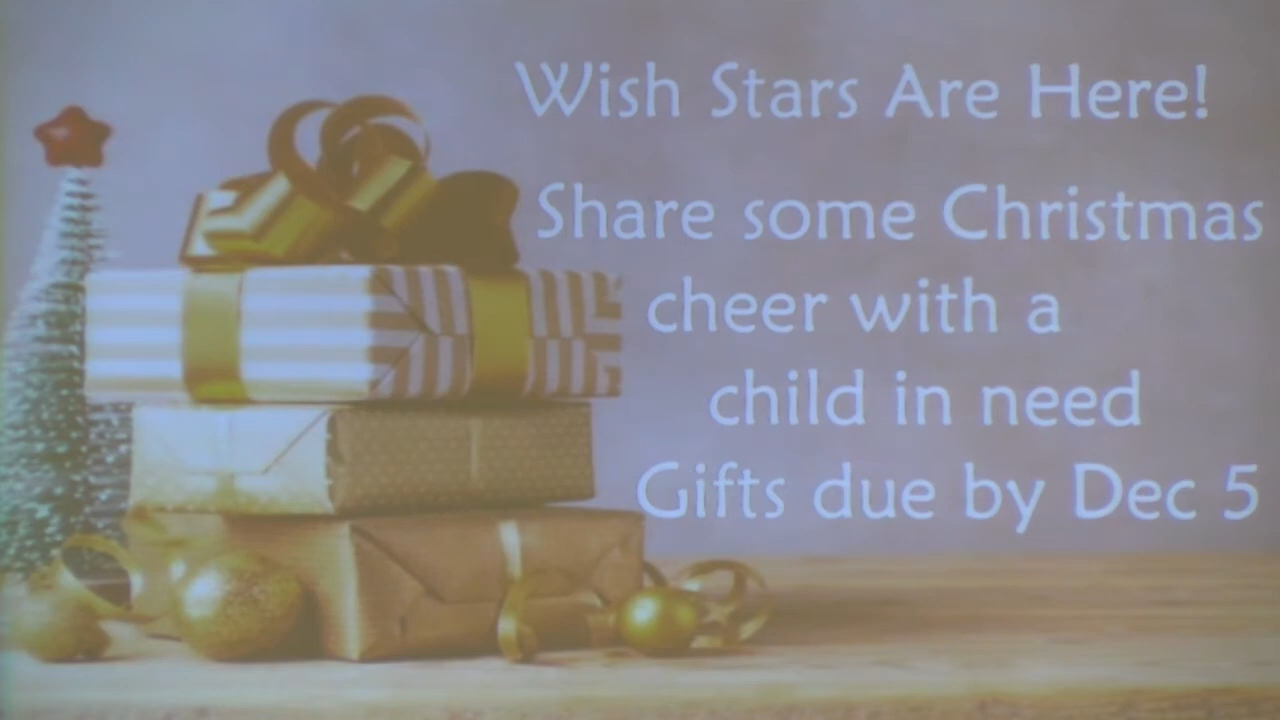 Wish Stars Are Here!
Share some Christmas
cheer with a
child in need
Gifts due by Dec 5